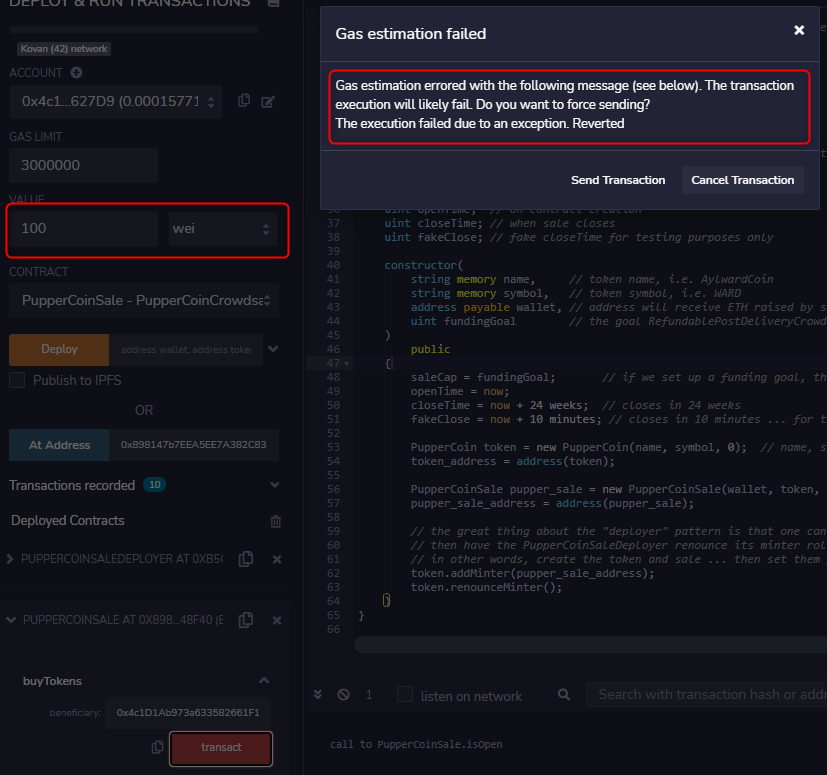 DEPLOY & RUN TRANSACTIONS
Kovan (42) network
ACCOUNT
0x4c1...627D9 (0.00015771
GAS LIMIT
3000000
VALUE
100
wei
CONTRACT
PupperCoinSale - PupperCoinCrowdsa
Deploy
address wallet, address token
Publish to IPFS
OR
At Address
0x898147b7EEA5EE7A382C83
Transactions recorded 10
Deployed Contracts
PUPPERCOINSALEDEPLOYER AT 0XB5C
PUPPERCOINSALE AT 0X898...48F40 (B
buyTokens
beneficiary:
0x4c1D1Ab973a633582661F1
transact
Gas estimation failed
Gas estimation errored with the following message (see below). The transaction
execution will likely fail. Do you want to force sending?
The execution failed due to an exception. Reverted
Send Transaction
Cancel Transaction
36 uint openTime; // on contract creation
37 uint closeTime; // when sale closes
38 uint fakeClose; // fake closeTime for testing purposes only
39
40 constructor(
41 string memory name, // token name, i.e. AylwardCoin
42 string memory symbol, // token symbol, i.e. WARD
43 address payable wallet, // address will receive ETH raised by s
44 uint fundingGoal // the goal RefundablePostDeliveryCrowd
45 )
46 public
47 {
48 saleCap = fundingGoal; // if we set up a funding goal, th
49 openTime = now;
50 closeTime = now + 24 weeks; // closes in 24 weeks
51 fakeClose = now + 10 minutes; // closes in 10 minutes ... for t
52
53 PupperCoin token = new PupperCoin(name, symbol, 0); // name, s
54 token_address = address(token);
55
56 PupperCoinSale pupper_sale = new PupperCoinSale(wallet, token,
57 pupper_sale_address = address(pupper_sale);
58
59 // the great thing about the "deployer" pattern is that one can
60 // then have the PupperCoinSaleDeployer renounce its minter rol
61 // in other words, create the token and sale ... then set them
62 token.addMinter(pupper_sale_address);
63 token.renounceMinter();
64 }
65 }
66
1
listen on network
Search with transaction hash or addr
call to PupperCoinSale.isOpen